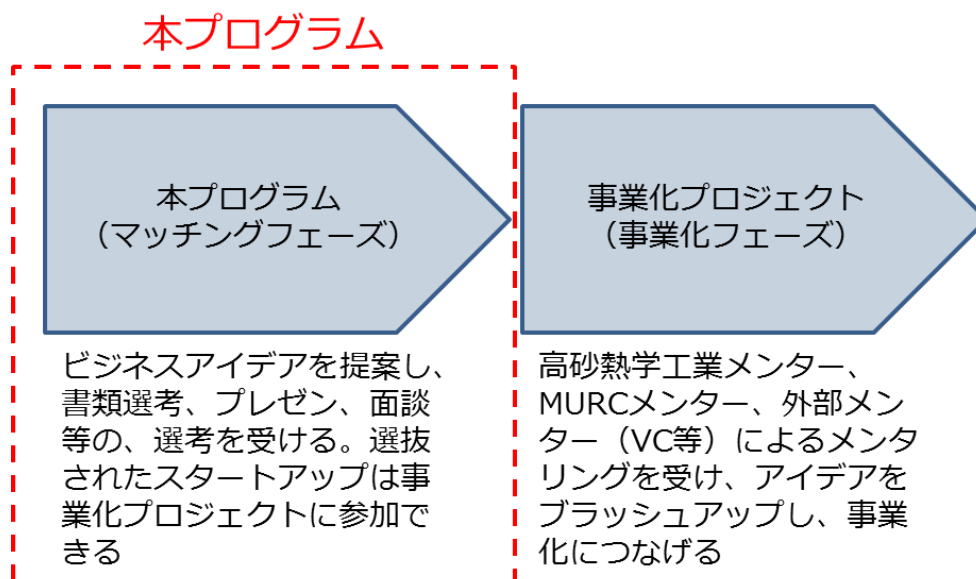 本プログラム
本プログラム
（マッチングフェーズ）
事業化プロジェクト
（事業化フェーズ）
ビジネスアイデアを提案し、
書類選考、プレゼン、面談
等の、選考を受ける。選抜
されたスタートアップは事
業化プロジェクトに参加で
きる
高砂熱学工業メンター、
MURCメンター、外部メン
ター（VC等）によるメンタ
リングを受け、アイデアを
ブラッシュアップし、事業
化につなげる